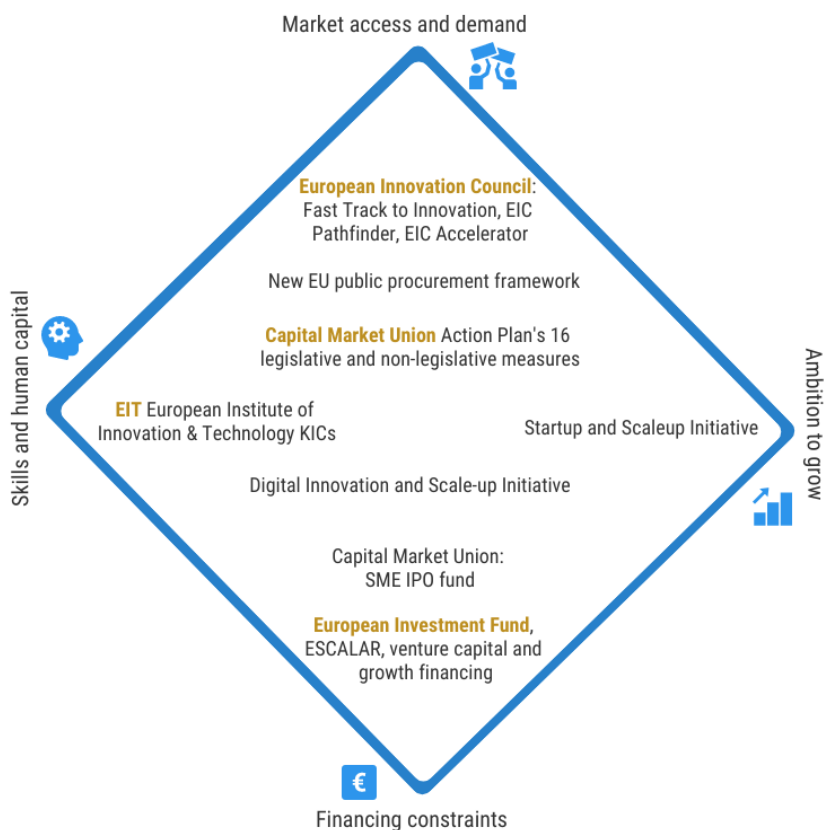 Market access and demand
European Innovation Council:
Fast Track to Innovation, EIC
Pathfinder, EIC Accelerator
New EU public procurement framework
Capital Market Union Action Plan's 16
legislative and non-legislative measures
Skills and human capital
EIT European Institute of
Innovation & Technology KICs
Startup and Scaleup Initiative
Ambition to grow
Digital Innovation and Scale-up Initiative
Capital Market Union:
SME IPO fund
European Investment Fund,
ESCALAR, venture capital and
growth financing
€
Financing constraints